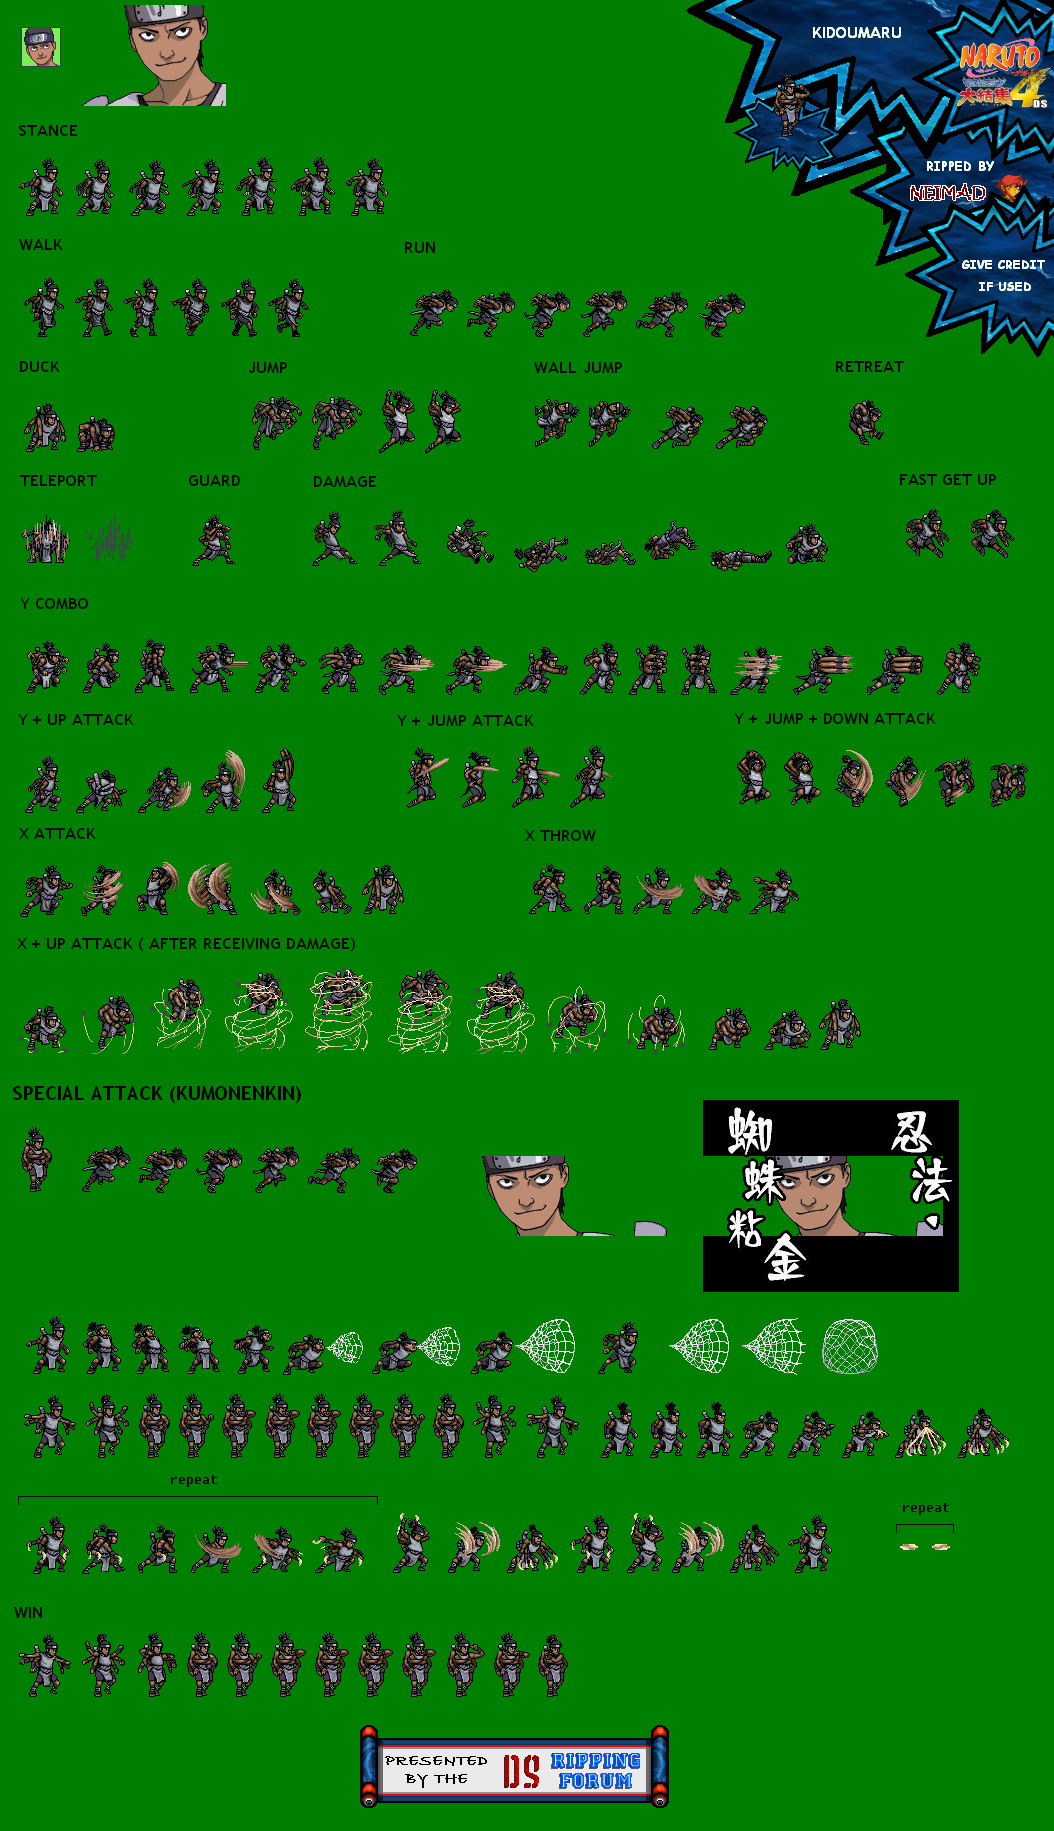 KIDOUMARU
NARUTO
大結集
4
DS
RIPPED BY
NEIMAD
GIVE CREDIT
IF USED
STANCE
WALK
RUN
DUCK
JUMP
WALL JUMP
RETREAT
TELEPORT
GUARD
DAMAGE
FAST GET UP
Y COMBO
Y + UP ATTACK
Y + JUMP ATTACK
Y + JUMP + DOWN ATTACK
X ATTACK
X THROW
X + UP ATTACK ( AFTER RECEIVING DAMAGE)
SPECIAL ATTACK (KUMONENKIN)
忍法・
蜘蛛粘金
repeat
repeat
WIN
PRESENTED
BY THE
DS
RIPPING
FORUM